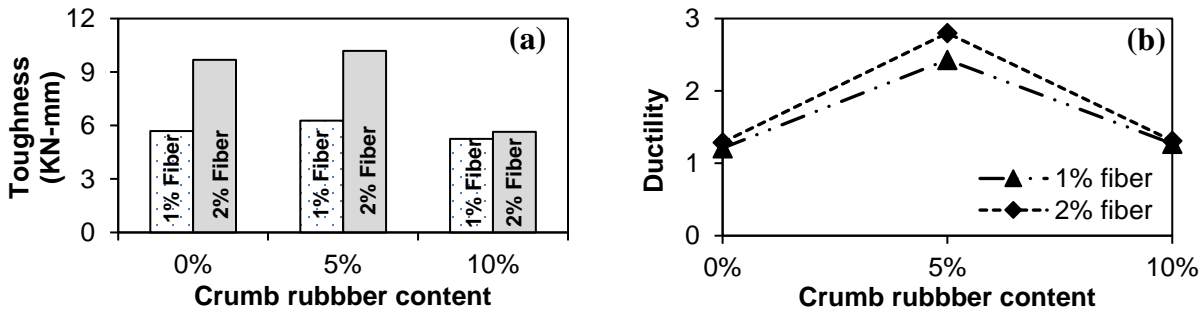 (a)
Toughness
(KN-mm)
12
9
6
3
0
1% Fiber
2% Fiber
1% Fiber
2% Fiber
1% Fiber
2% Fiber
0%
5%
10%
Crumb rubbber content
(b)
Ductility
3
2
1
0
1% fiber
2% fiber
0%
5%
10%
Crumb rubbber content